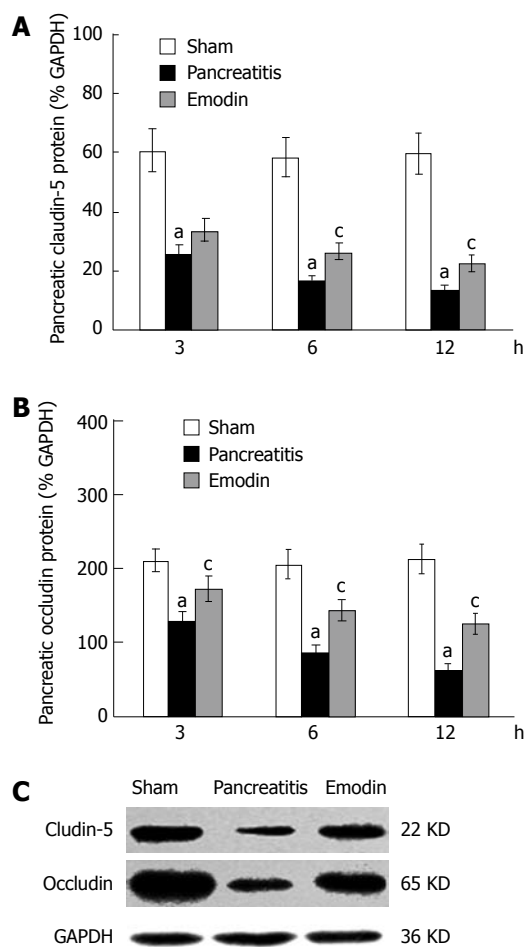 A
Pancreatic claudin-5 protein (% GAPDH)
100
80
60
40
20
0
Sham
Pancreatitis
Emodin
a
a
c
a
c
3 6 12 h
B
Pancreatic occludin protein (% GAPDH)
400
300
200
100
0
Sham
Pancreatitis
Emodin
a
c
a
c
a
c
3 6 12 h
C
Sham Pancreatitis Emodin
Cludin-5 22 KD
Occludin 65 KD
GAPDH 36 KD